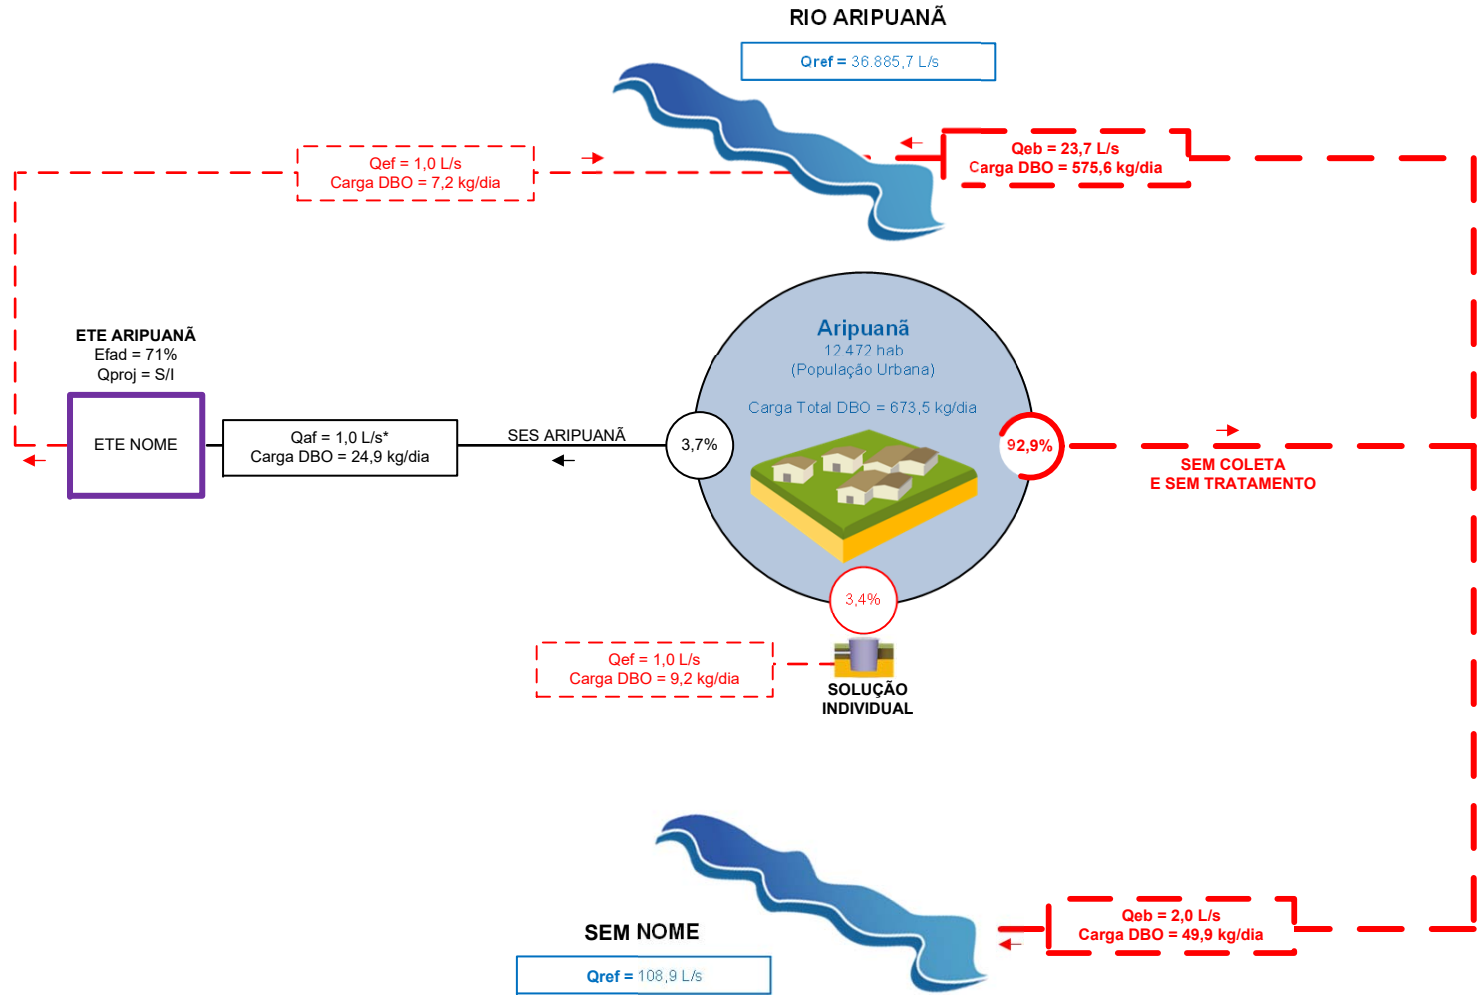 RIO ARIPUANÃ
Qref = 36.885,7 L/s
Qef = 1,0 L/s
Carga DBO = 7,2 kg/dia
Qeb = 23,7 L/s
Carga DBO = 575,6 kg/dia
ETE ARIPUANÃ
Efad = 71%
Qproj = S/I
ETE NOME
Qaf = 1,0 L/s*
Carga DBO = 24,9 kg/dia
SES ARIPUANÃ
3,7%
Aripuanã
12.472 hab
(População Urbana)
Carga Total DBO = 673,5 kg/dia
92,9%
SEM COLETA
E SEM TRATAMENTO
3,4%
Qef = 1,0 L/s
Carga DBO = 9,2 kg/dia
SOLUÇÃO
INDIVIDUAL
SEM NOME
Qref = 108,9 L/s
Qeb = 2,0 L/s
Carga DBO = 49,9 kg/dia